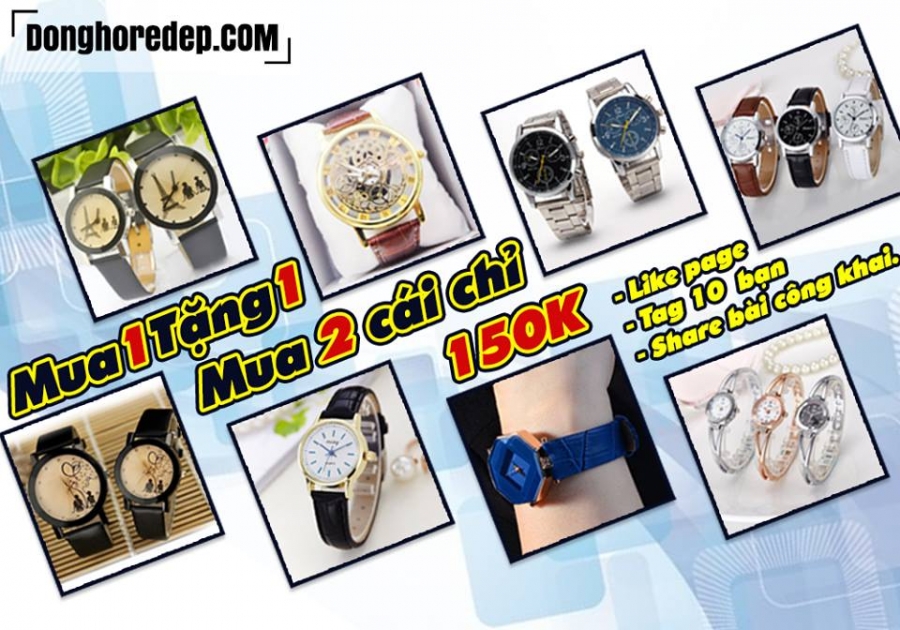 Donghoredep.COM
Mua 1 Tặng 1
Mua 2 cái chỉ
150K
- Like page
- Tag 10 bạn
- Share bài công khai.